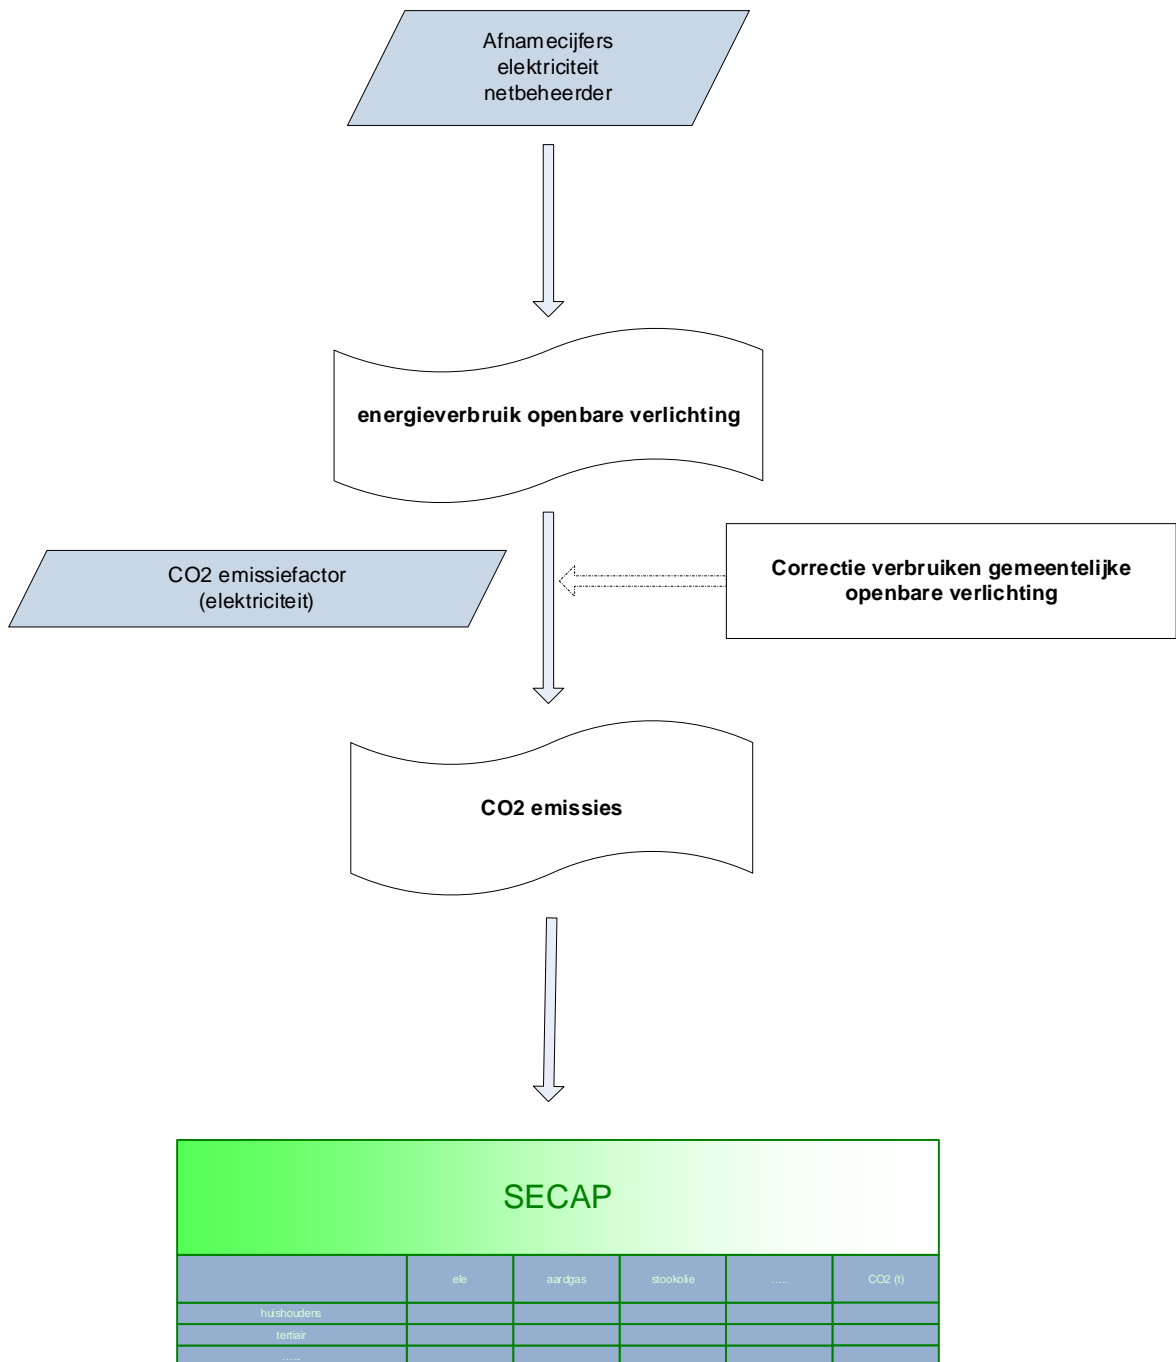 Afnamecijfers
elektriciteit
netbeheerder
energieverbruik openbare verlichting
CO2 emissiefactor
(elektriciteit)
Correctie verbruiken gemeentelijke
openbare verlichting
CO2 emissies
SECAP
ele aardgas stookolie ..... CO2 (t)
huishoudens
tertiair
.....